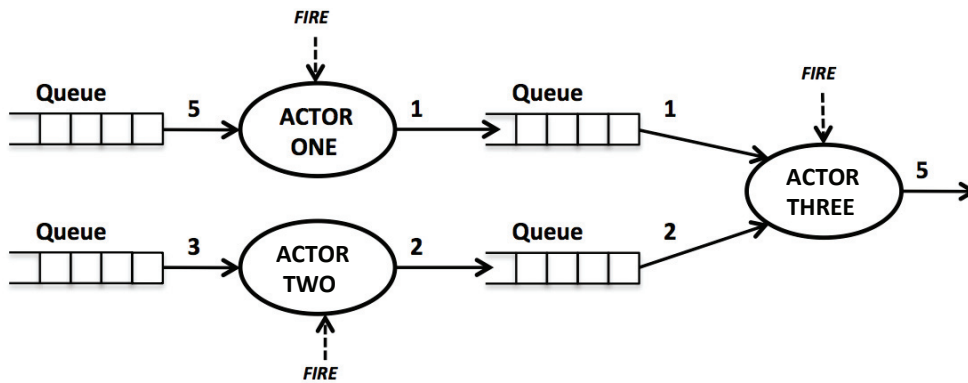 FIRE
FIRE
Queue
5
ACTOR
ONE
1
Queue
1
ACTOR
THREE
5
Queue
3
ACTOR
TWO
2
Queue
2
FIRE